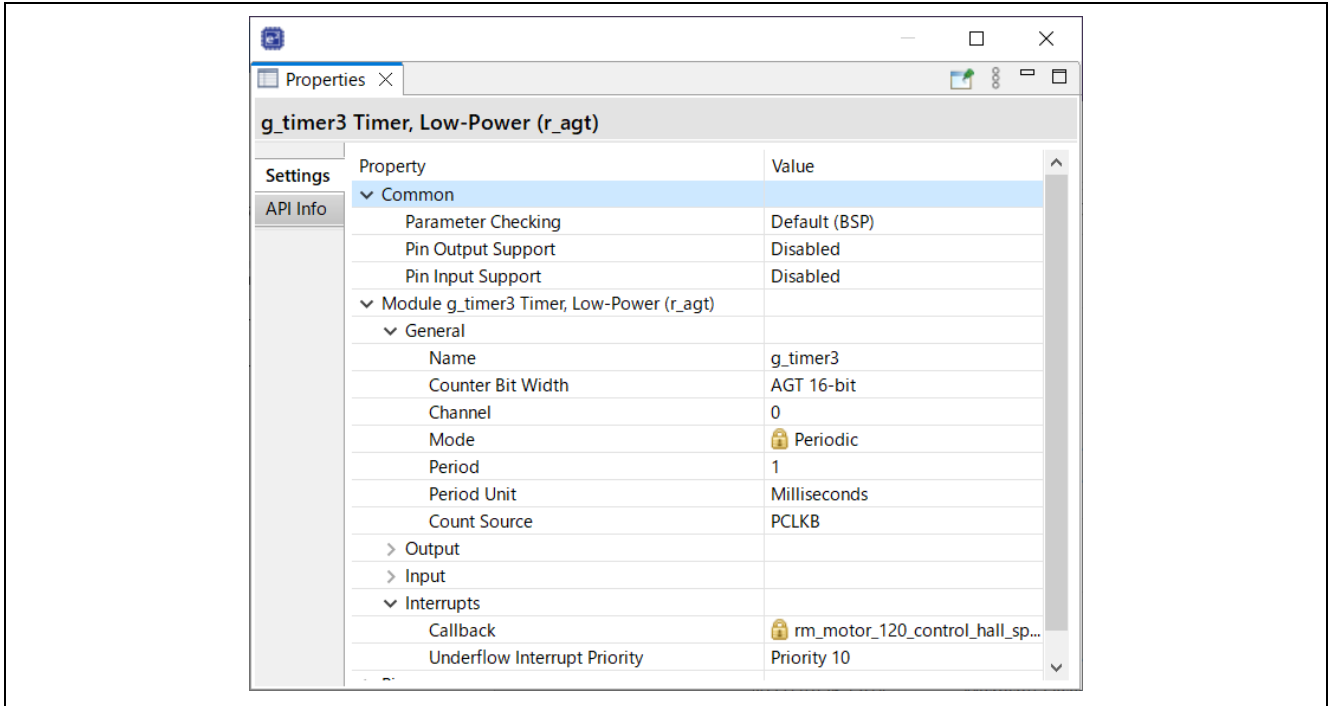 Properties
g_timer3 Timer, Low-Power (r_agt)
Settings
API Info
Property Value
Common
Parameter Checking Default (BSP)
Pin Output Support Disabled
Pin Input Support Disabled
Module g_timer3 Timer, Low-Power (r_agt)
General
Name g_timer3
Counter Bit Width AGT 16-bit
Channel 0
Mode Periodic
Period 1
Period Unit Milliseconds
Count Source PCLKB
Output
Input
Interrupts
Callback rm_motor_120_control_hall_sp...
Underflow Interrupt Priority Priority 10